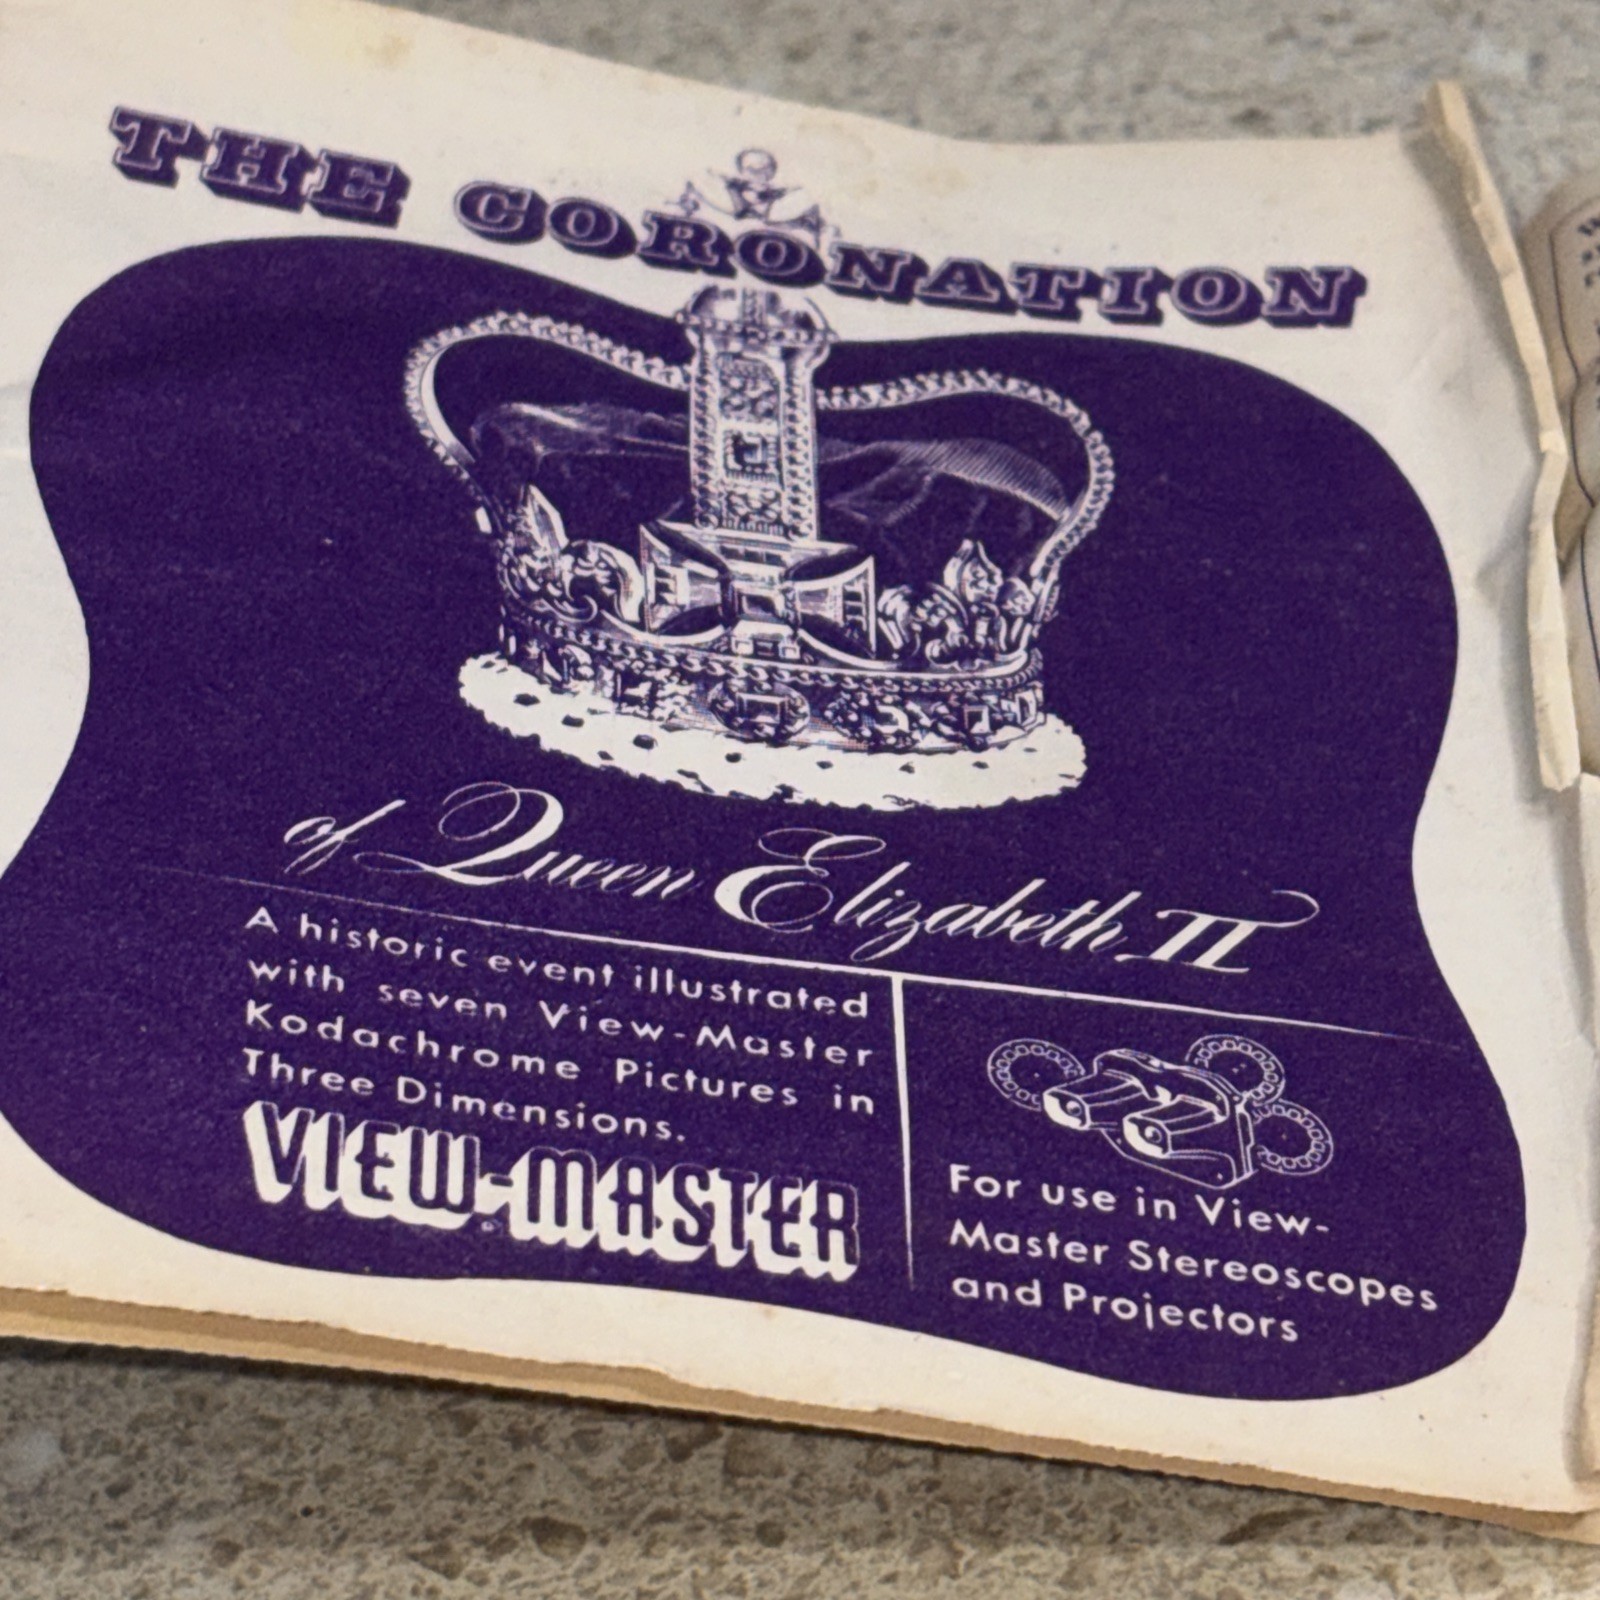 THE CORONATION
of Queen Elizabeth II
A historic event illustrated
with seven View-Master
Kodachrome Pictures in
Three Dimensions.
VIEW-MASTER
For use in View-
Master Stereoscopes
and Projectors